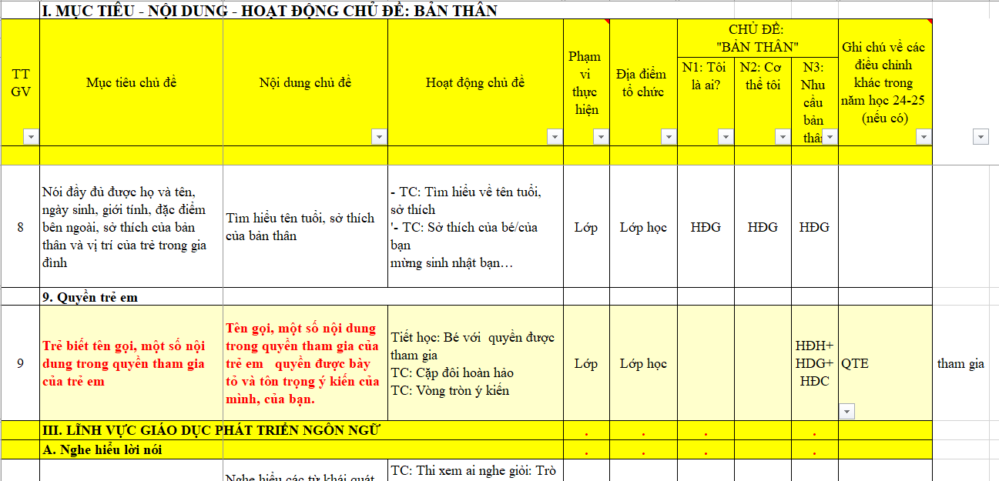 I. MỤC TIÊU - NỘI DUNG - HOẠT ĐỘNG CHỦ ĐỀ: BẢN THÂN
TT
GV
Mục tiêu chủ đề
Nội dung chủ đề
Hoạt động chủ đề
Phạm
vi
thực
hiện
Địa điểm
tổ chức
CHỦ ĐỀ:
"BẢN THÂN"
N1: Tôi
là ai?
N2: Cơ
thể tôi
N3:
Nhu
cầu
bản
thân
Ghi chú về các
điều chỉnh
khác trong
năm học 24-25
(nếu có)
8
Nói đầy đủ được họ và tên,
ngày sinh, giới tính, đặc điểm
bên ngoài, sở thích của bản
thân và vị trí của trẻ trong gia
đình
Tìm hiểu tên tuổi, sở thích
của bản thân
- TC: Tìm hiểu về tên tuổi,
sở thích
'- TC: Sở thích của bé/của
bạn
mừng sinh nhật bạn…
Lớp
Lớp học
HĐG
HĐG
HĐG
9. Quyền trẻ em
9
Trẻ biết tên gọi, một số nội
dung trong quyền tham gia
của trẻ em
Tên gọi, một số nội dung
trong quyền tham gia của
trẻ em quyền được bày
tỏ và tôn trọng ý kiến của
mình, của bạn.
Tiết học: Bé với quyền được
tham gia
TC: Cặp đôi hoàn hảo
TC: Vòng tròn ý kiến
Lớp
Lớp học
HĐH+
HDG+
HĐC
QTE
tham gia
III. LĨNH VỰC GIÁO DỤC PHÁT TRIỂN NGÔN NGỮ
. . . .
A. Nghe hiểu lời nói
. . . .
Nghe hiểu các từ khái quát
TC: Thi xem ai nghe giỏi: Trò